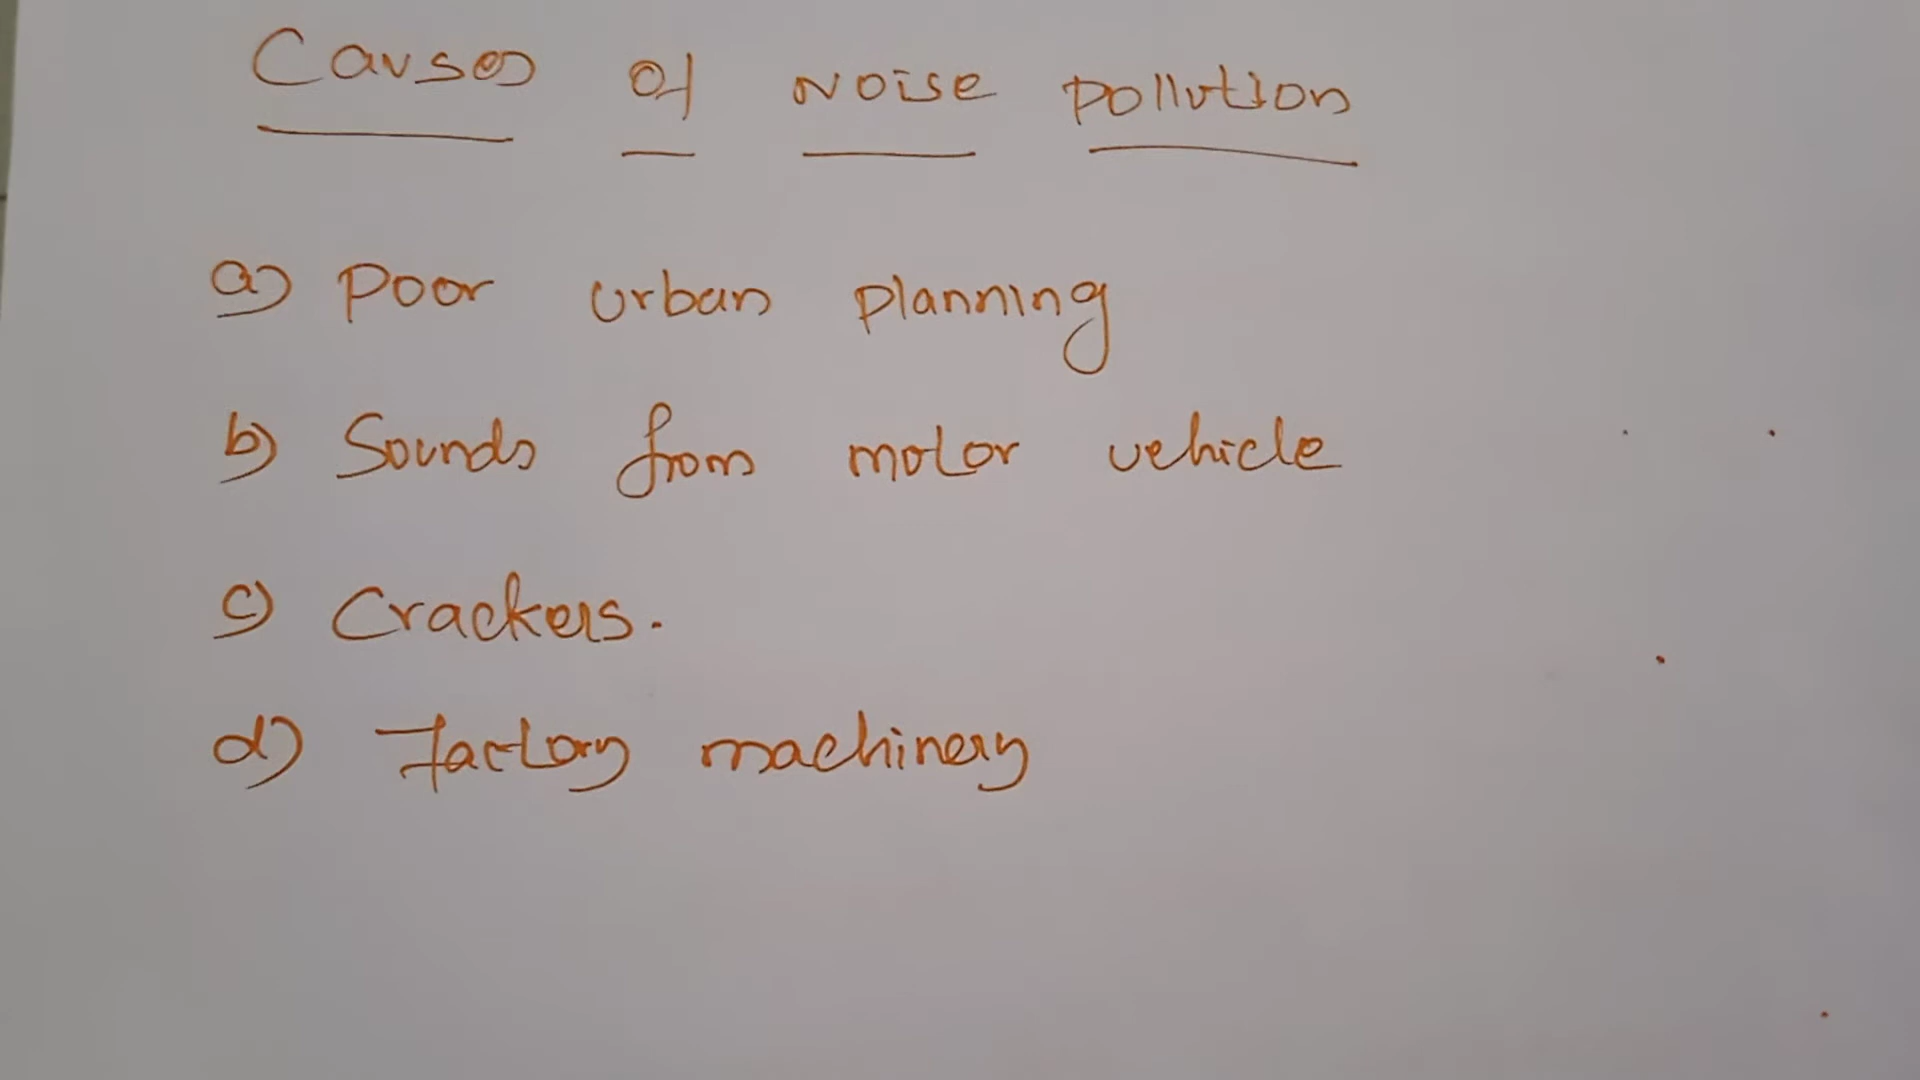 Causes of Noise pollution
a) Poor urban planning
b) Sounds from motor vehicle
c) Crackers.
d) Factory machinery